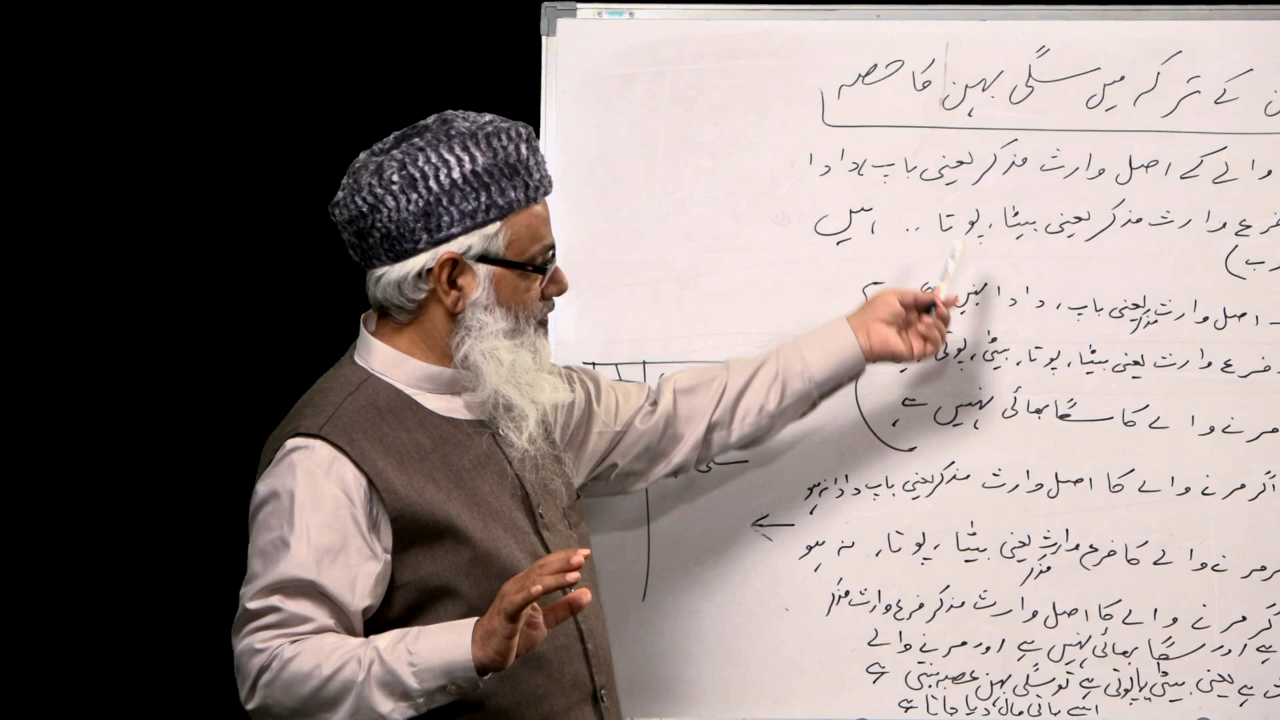 کے ترکہ میں سگی بہن کا حصہ
والے کے اصل وارث مذکر یعنی باپ، دادا
فرع وارث مذکر یعنی بیٹا، پوتا .. ہیں
اصل وارث مذکر یعنی باپ، دادا نہیں
فرع وارث یعنی بیٹا، پوتا، بیٹی، پوتی
مرنے والے کا سگا بھائی نہیں ہے
اگر مرنے والے کا اصل وارث مذکر یعنی باپ دادا نہ ہو
مرنے والے کا فرع وارث مذکر یعنی بیٹا، پوتا، نہ ہو
اگر مرنے والے کا اصل وارث مذکر فرع وارث مذکر
ہے اور سگا بھائی نہیں ہے اور مرنے والے
ہے یعنی بیٹی یا پوتی ہے تو سگی بہن عصبہ بنتی ہے
اسے باقی مال دیا جاتا ہے